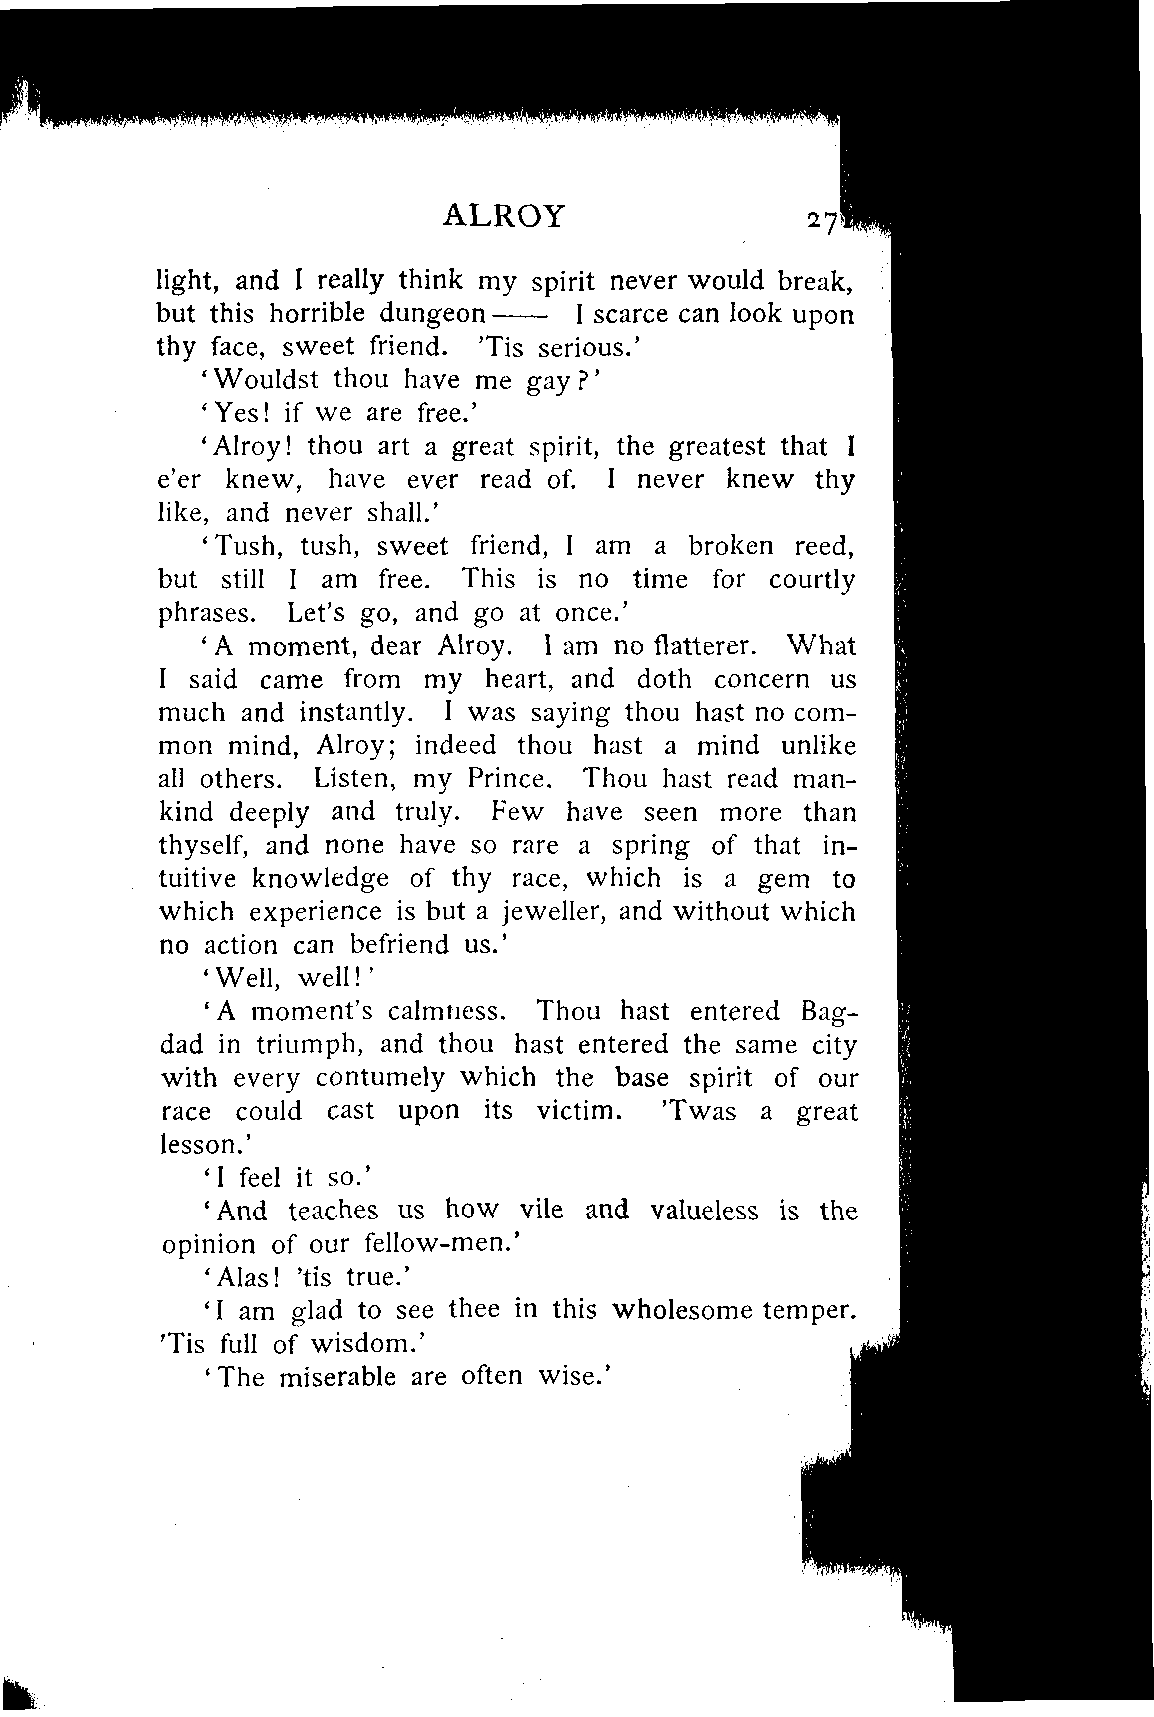 ALROY 27
light, and I really think my spirit never would break,
but this horrible dungeon—— I scarce can look upon
thy face, sweet friend. 'Tis serious.'
'Wouldst thou have me gay?'
'Yes! if we are free.'
'Alroy! thou art a great spirit, the greatest that I
e'er knew, have ever read of. I never knew thy
like, and never shall.'
'Tush, tush, sweet friend, I am a broken reed,
but still I am free. This is no time for courtly
phrases. Let's go, and go at once.'
'A moment, dear Alroy. I am no flatterer. What
I said came from my heart, and doth concern us
much and instantly. I was saying thou hast no com-
mon mind, Alroy; indeed thou hast a mind unlike
all others. Listen, my Prince. Thou hast read man-
kind deeply and truly. Few have seen more than
thyself, and none have so rare a spring of that in-
tuitive knowledge of thy race, which is a gem to
which experience is but a jeweller, and without which
no action can befriend us.'
'Well, well!'
'A moment's calmness. Thou hast entered Bag-
dad in triumph, and thou hast entered the same city
with every contumely which the base spirit of our
race could cast upon its victim. 'Twas a great
lesson.'
'I feel it so.'
'And teaches us how vile and valueless is the
opinion of our fellow-men.'
'Alas! 'tis true.'
'I am glad to see thee in this wholesome temper.
'Tis full of wisdom.'
'The miserable are often wise.'